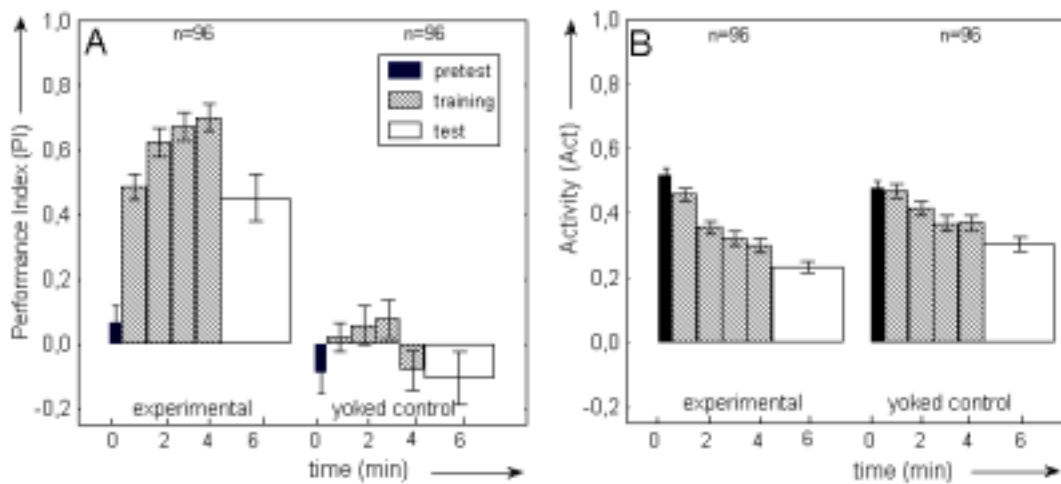 A
n=96
n=96
pretest
training
test
Performance Index (PI)
1,0
0,8
0,6
0,4
0,2
0,0
-0,2
experimental
yoked control
0 2 4 6 0 2 4 6
time (min)
B
n=96
n=96
Activity (Act)
1,0
0,8
0,6
0,4
0,2
0,0
-0,2
experimental
yoked control
0 2 4 6 0 2 4 6
time (min)